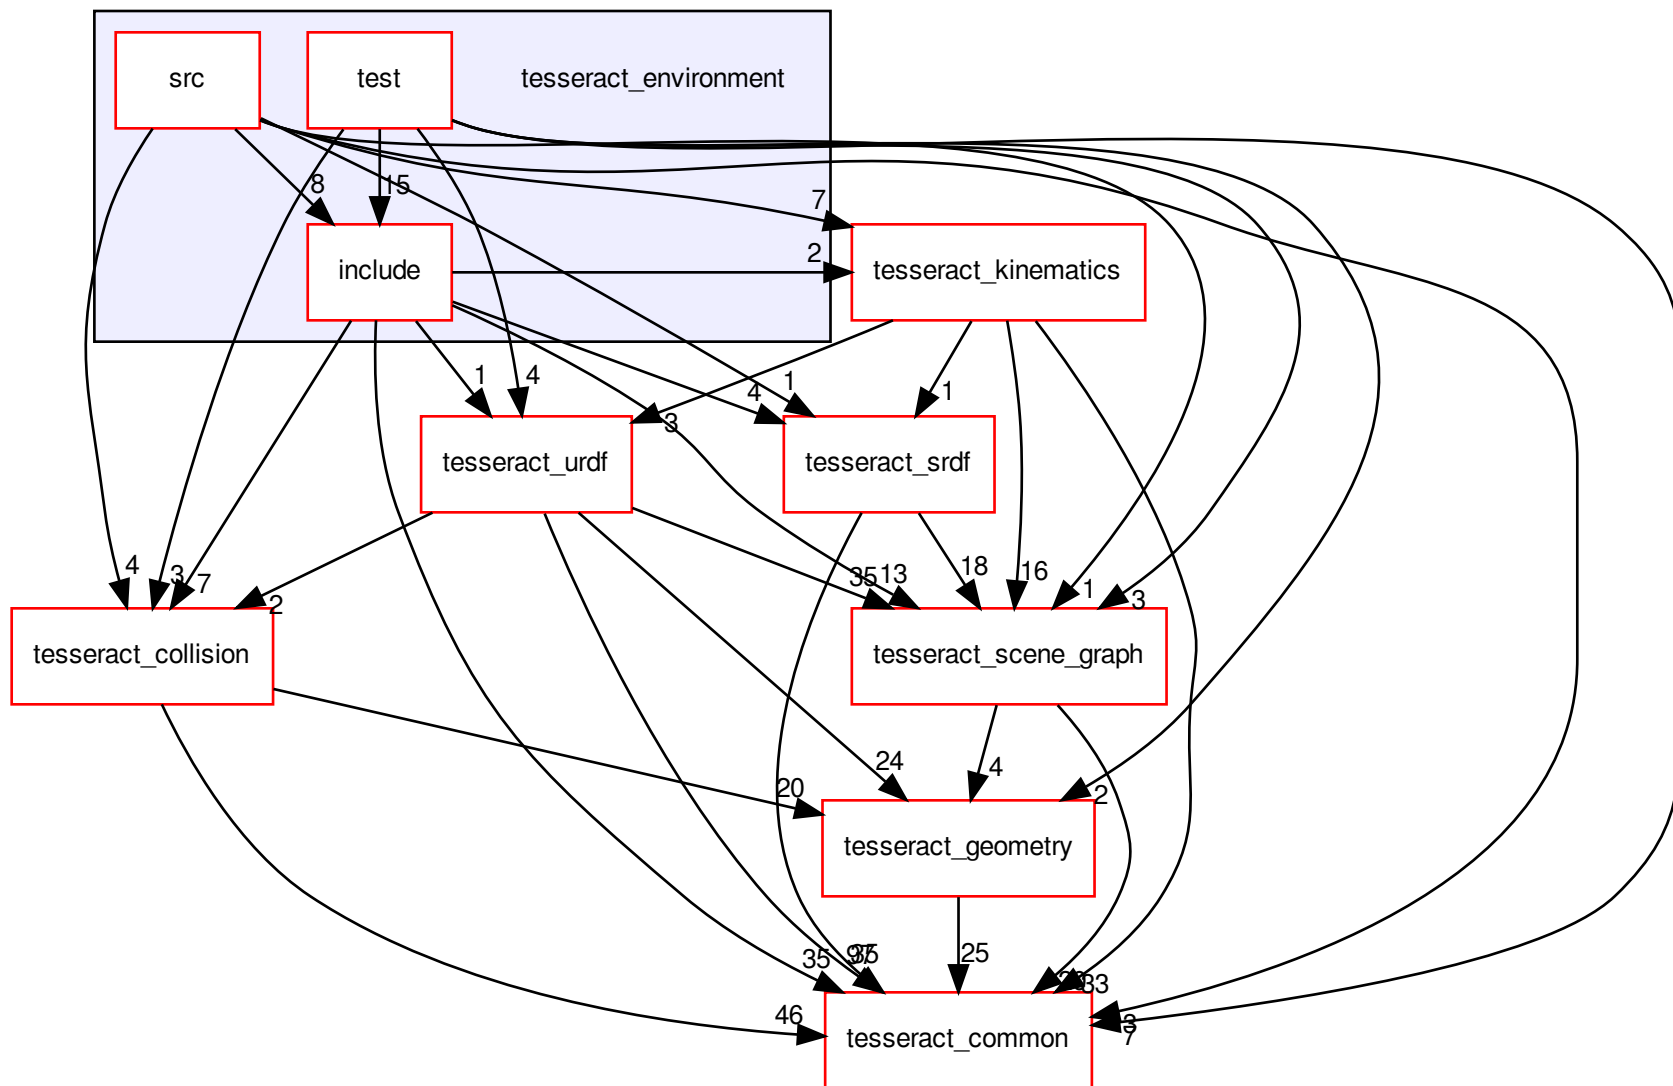 src
test
tesseract_environment
8
15
7
include
2
tesseract_kinematics
1
4
3
4
1
1
tesseract_urdf
tesseract_srdf
4
3
7
2
35
13
18
16
1
3
tesseract_collision
tesseract_scene_graph
20
24
4
2
tesseract_geometry
35
25
33
46
tesseract_common
3
7